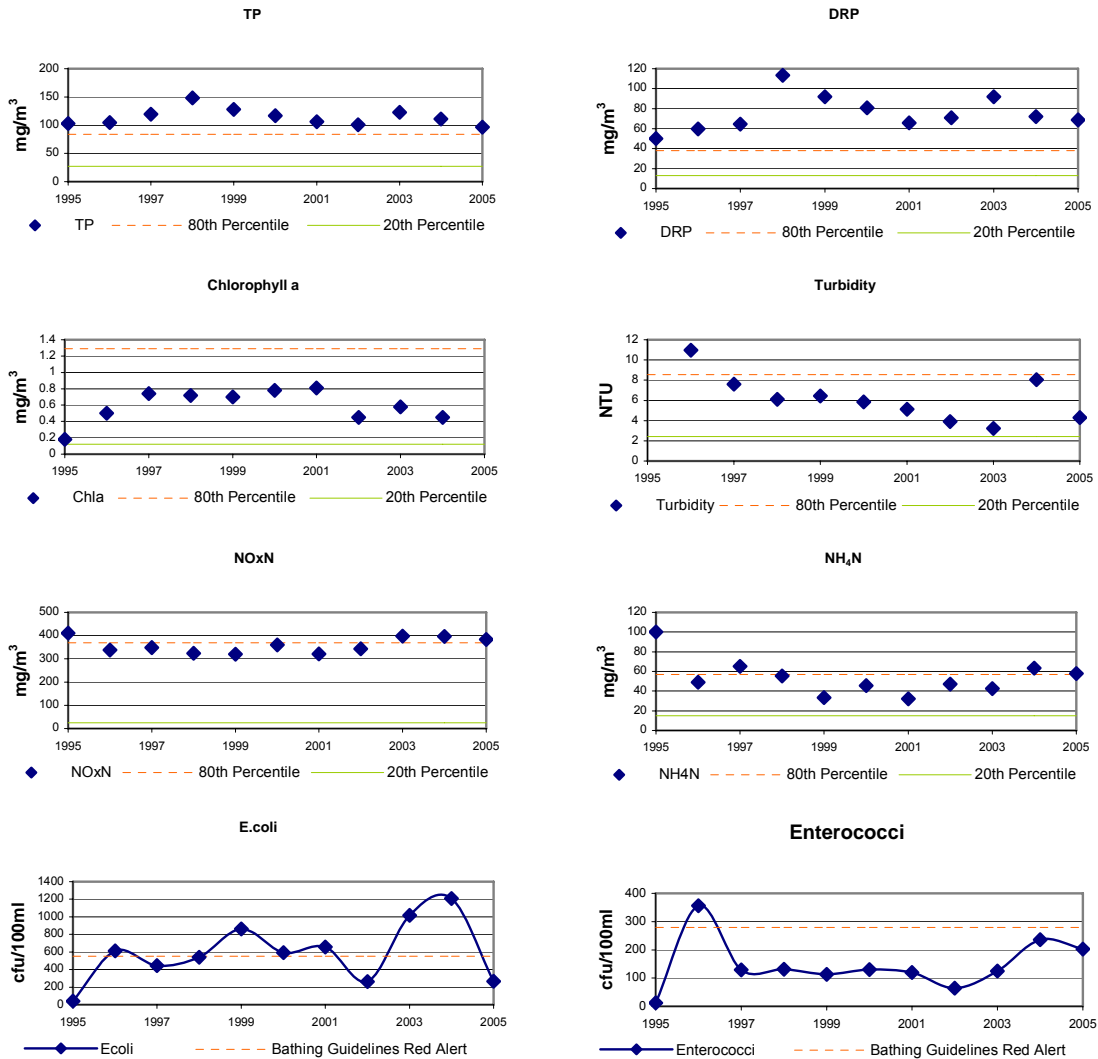 TP
mg/m³
200
150
100
50
0
1995 1997 1999 2001 2003 2005
TP 80th Percentile 20th Percentile
DRP
mg/m³
120
100
80
60
40
20
0
1995 1997 1999 2001 2003 2005
DRP 80th Percentile 20th Percentile
Chlorophyll a
mg/m³
1.4
1.2
1
0.8
0.6
0.4
0.2
0
1995 1997 1999 2001 2003 2005
Chla 80th Percentile 20th Percentile
Turbidity
NTU
12
10
8
6
4
2
0
1995 1997 1999 2001 2003 2005
Turbidity 80th Percentile 20th Percentile
NOxN
mg/m³
500
400
300
200
100
0
1995 1997 1999 2001 2003 2005
NOxN 80th Percentile 20th Percentile
NH₄N
mg/m³
120
100
80
60
40
20
0
1995 1997 1999 2001 2003 2005
NH4N 80th Percentile 20th Percentile
E.coli
cfu/100ml
1400
1200
1000
800
600
400
200
0
1995 1997 1999 2001 2003 2005
Ecoli Bathing Guidelines Red Alert
Enterococci
cfu/100ml
400
300
200
100
0
1995 1997 1999 2001 2003 2005
Enterococci Bathing Guidelines Red Alert